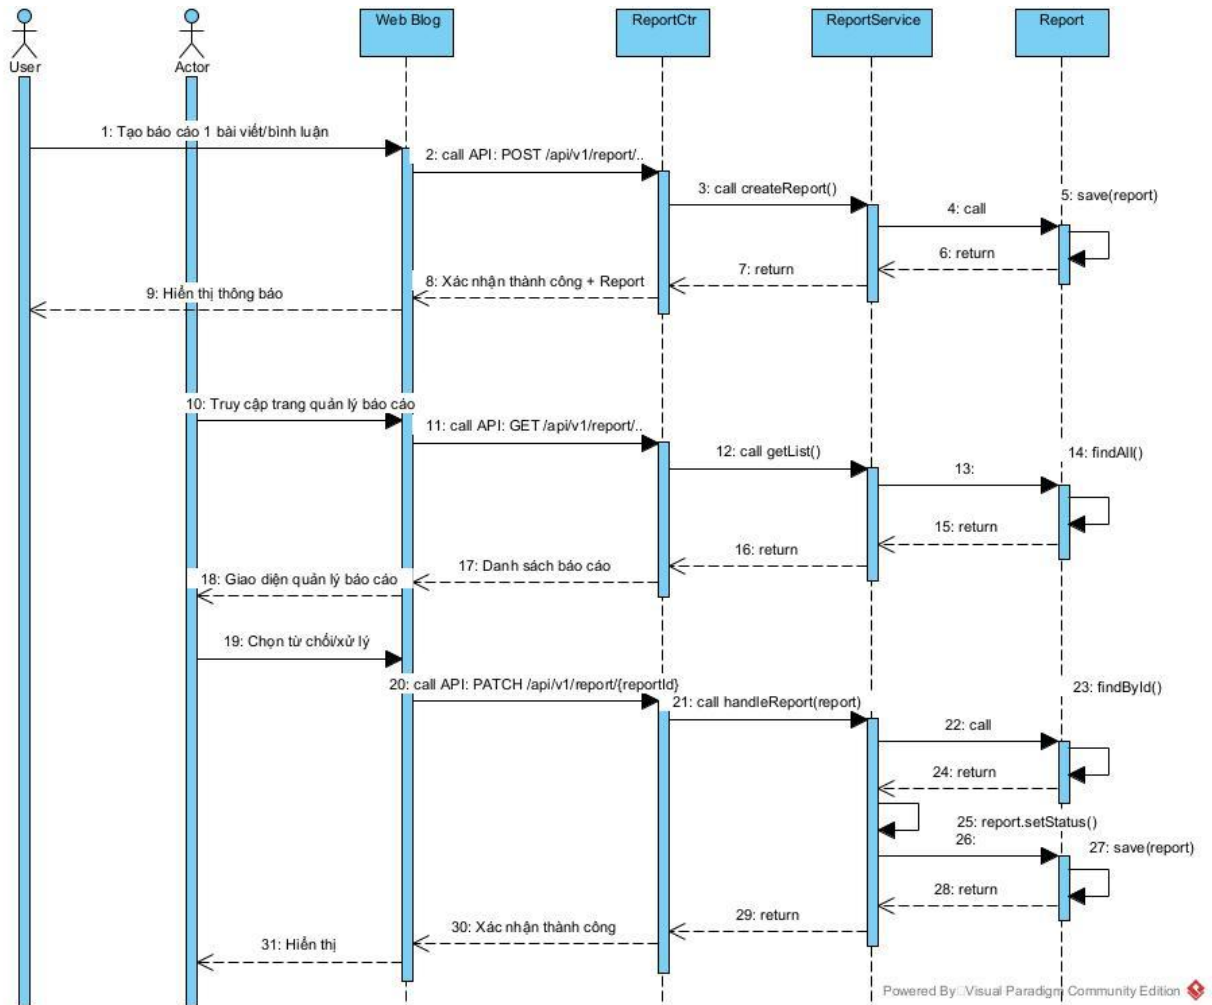 User
Actor
Web Blog
ReportCtr
ReportService
Report
1: Tạo báo cáo 1 bài viết/bình luận
2: call API: POST /api/v1/report/..
3: call createReport()
4: call
5: save(report)
6: return
7: return
8: Xác nhận thành công + Report
9: Hiển thị thông báo
10: Truy cập trang quản lý báo cáo
11: call API: GET /api/v1/report/..
12: call getList()
13:
14: findAll()
15: return
16: return
17: Danh sách báo cáo
18: Giao diện quản lý báo cáo
19: Chọn từ chối/xử lý
20: call API: PATCH /api/v1/report/{reportId}
21: call handleReport(report)
22: call
23: findById()
24: return
25: report.setStatus()
26:
27: save(report)
28: return
29: return
30: Xác nhận thành công
31: Hiển thị
Powered By Visual Paradigm Community Edition